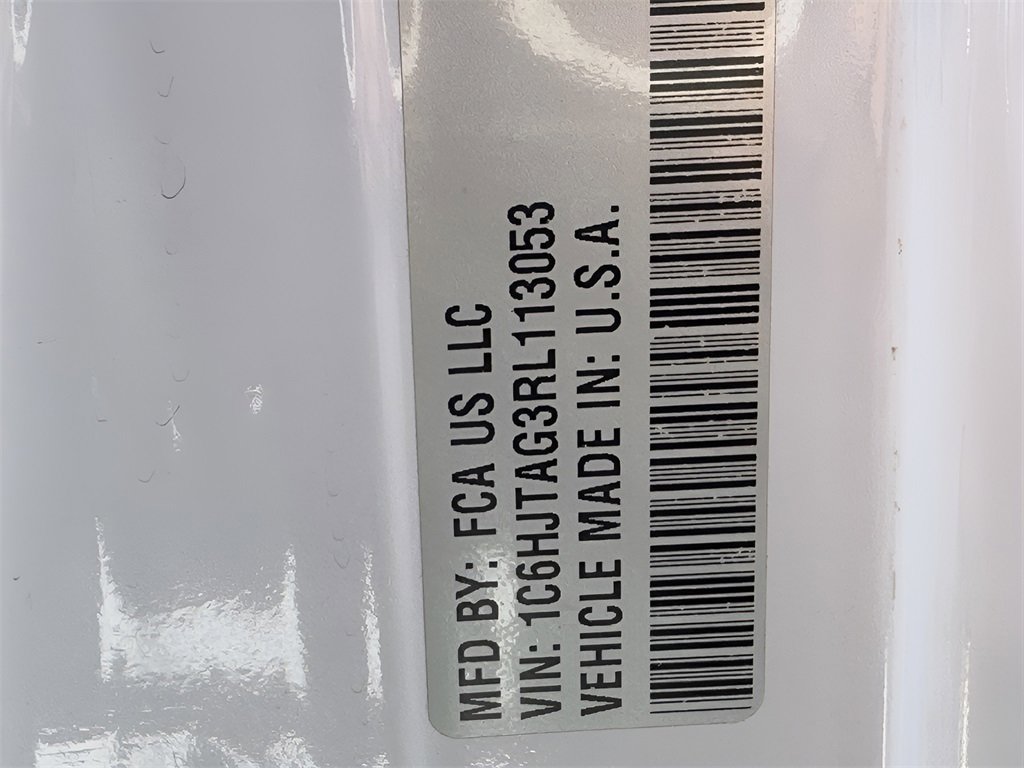 MFD BY: FCA US LLC
VIN: 1C6HJTAG3RL113053
VEHICLE MADE IN: U.S.A.